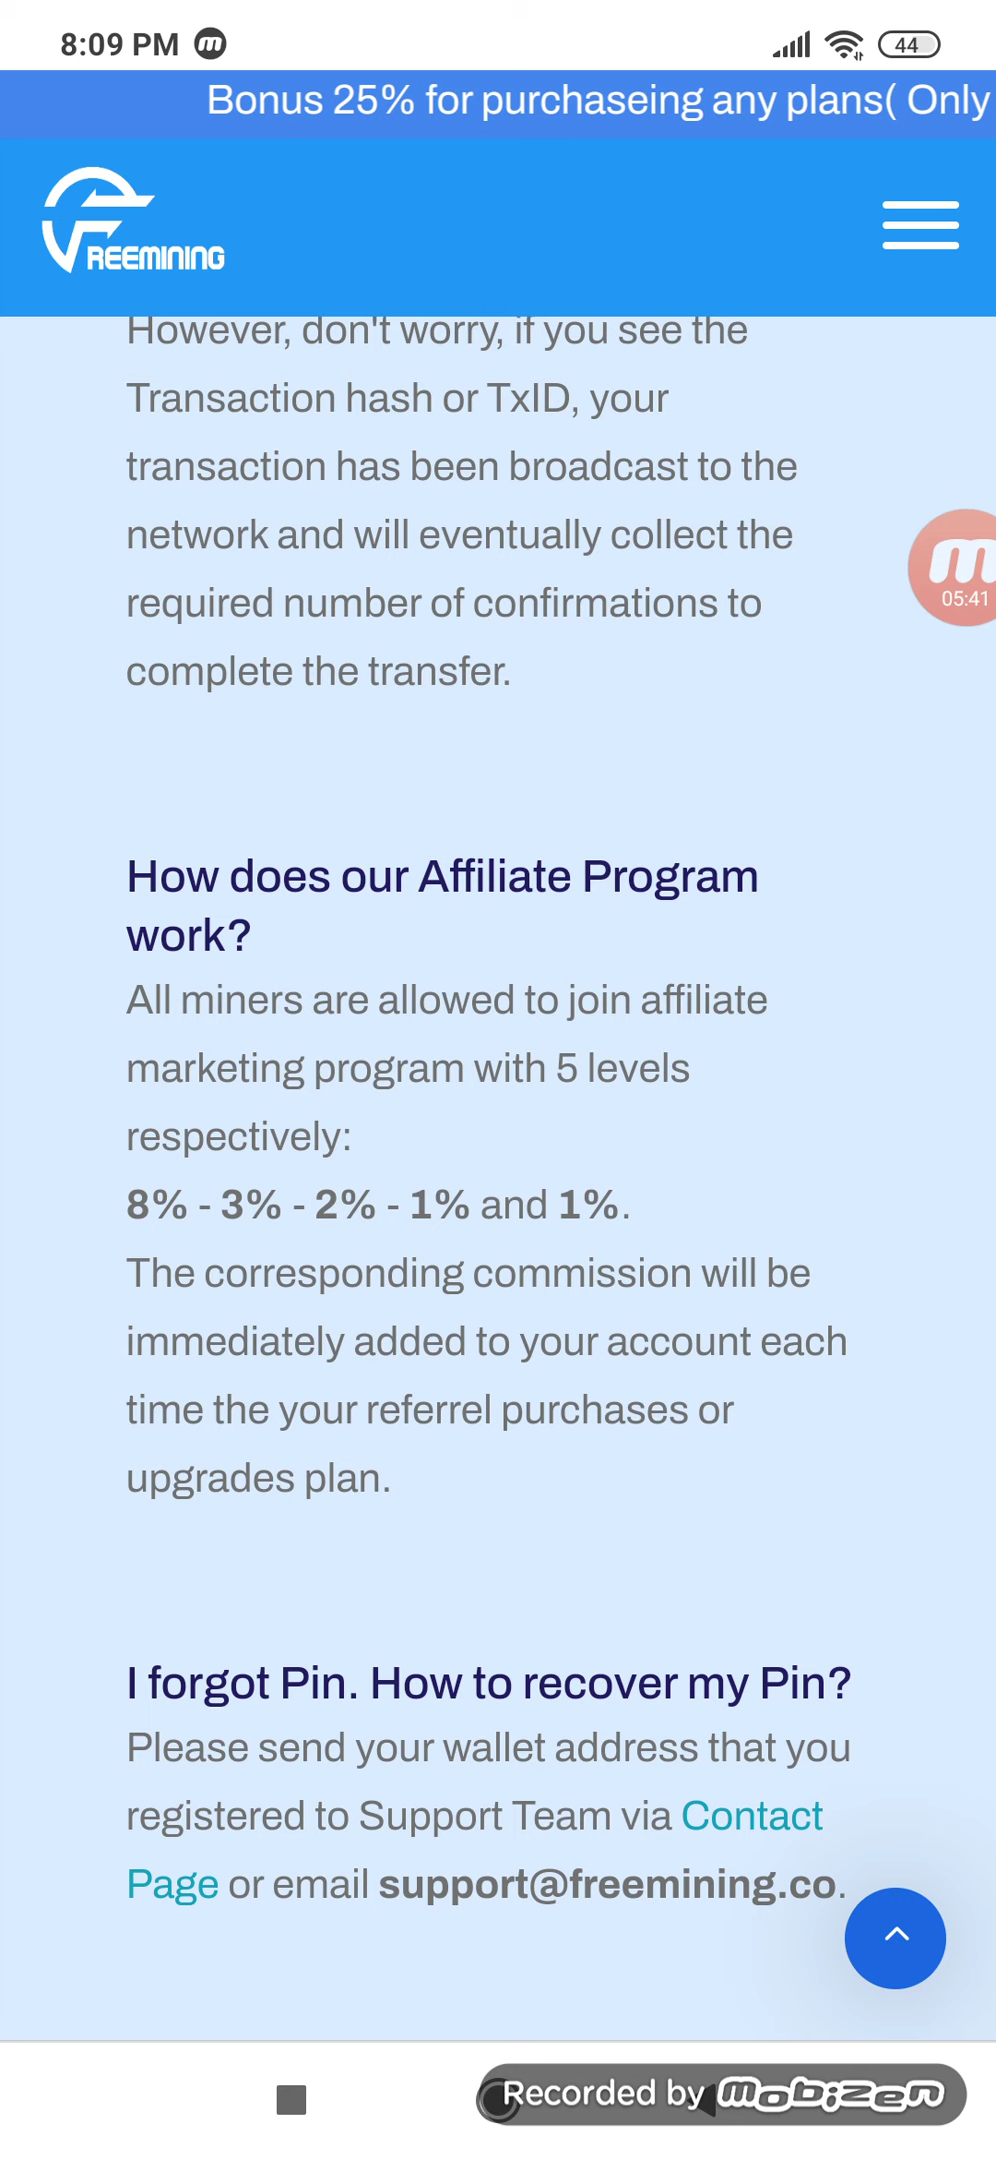 8:09 PM m 44
Bonus 25% for purchaseing any plans( Only
FREEMINING
However, don't worry, if you see the
Transaction hash or TxID, your
transaction has been broadcast to the
network and will eventually collect the
required number of confirmations to
complete the transfer.
m
05:41
How does our Affiliate Program
work?
All miners are allowed to join affiliate
marketing program with 5 levels
respectively:
8% - 3% - 2% - 1% and 1%.
The corresponding commission will be
immediately added to your account each
time the your referrel purchases or
upgrades plan.
I forgot Pin. How to recover my Pin?
Please send your wallet address that you
registered to Support Team via Contact
Page or email support@freemining.co.
Recorded by mobizen